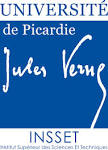 UNIVERSITÉ
de Picardie
Jules Verne
INSSET
Institut Supérieur des Sciences Et Techniques